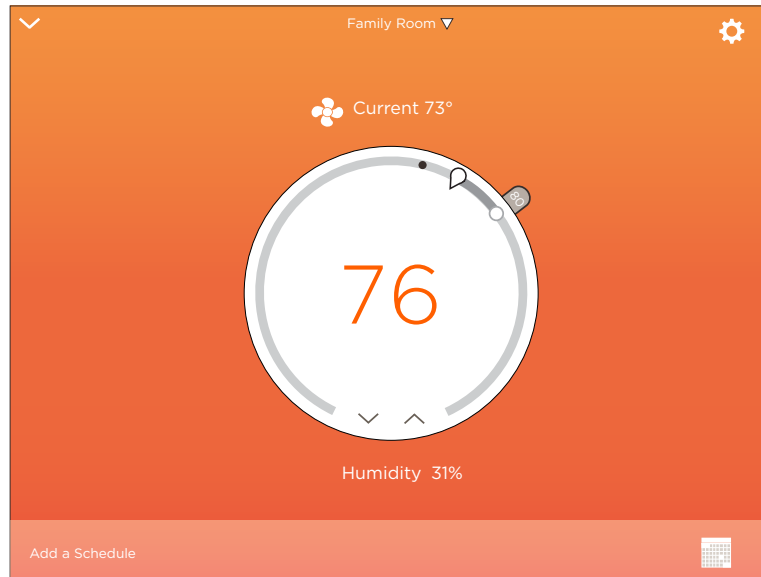 Family Room
Current 73°
80
76
Humidity 31%
Add a Schedule